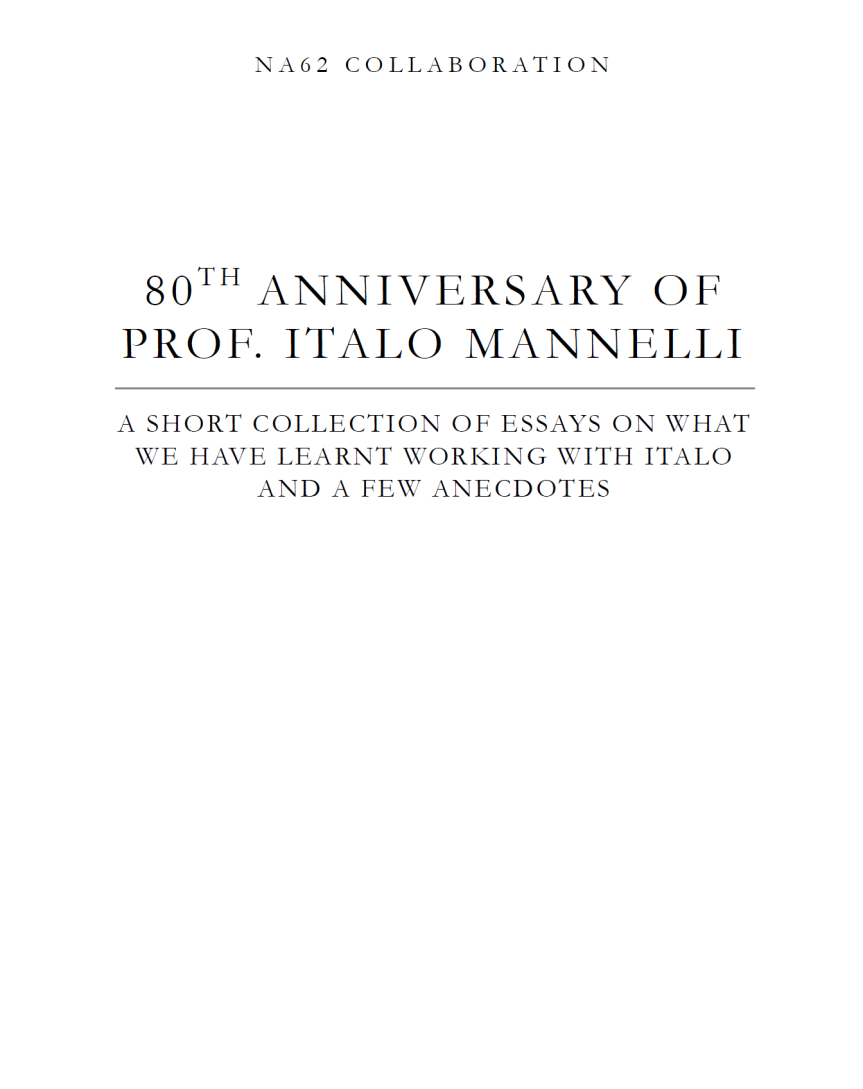 NA62 COLLABORATION
80TH ANNIVERSARY OF
PROF. ITALO MANNELLI
A SHORT COLLECTION OF ESSAYS ON WHAT
WE HAVE LEARNT WORKING WITH ITALO
AND A FEW ANECDOTES